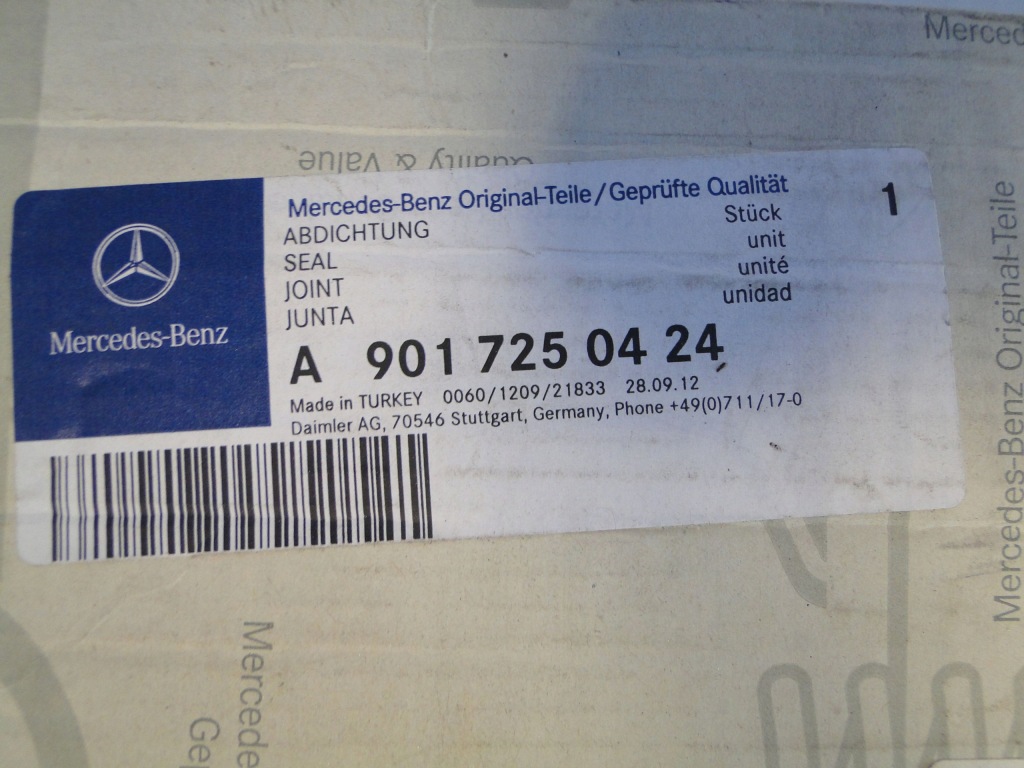 Merced
Quality & Value
Mercedes-Benz Original-Teile/Geprüfte Qualität
1
ABDICHTUNG
Stück
SEAL
unit
JOINT
unité
JUNTA
unidad
Mercedes-Benz
A 901 725 04 24
Made in TURKEY 0060/1209/21833 28.09.12
Daimler AG, 70546 Stuttgart, Germany, Phone +49(0)711/17-0
Mercedes-Benz Original-Teile
Mercede
Ge